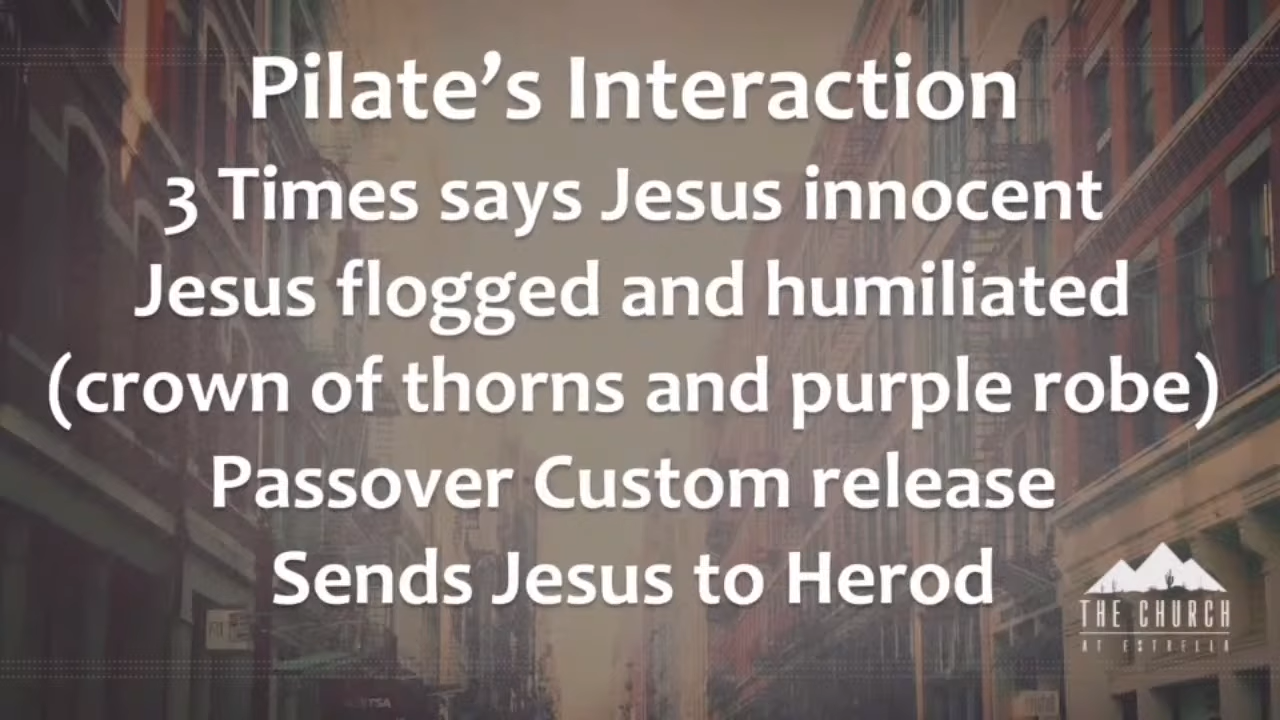 Pilate’s Interaction
3 Times says Jesus innocent
Jesus flogged and humiliated
(crown of thorns and purple robe)
Passover Custom release
Sends Jesus to Herod
THE CHURCH
AT ESTRELLA